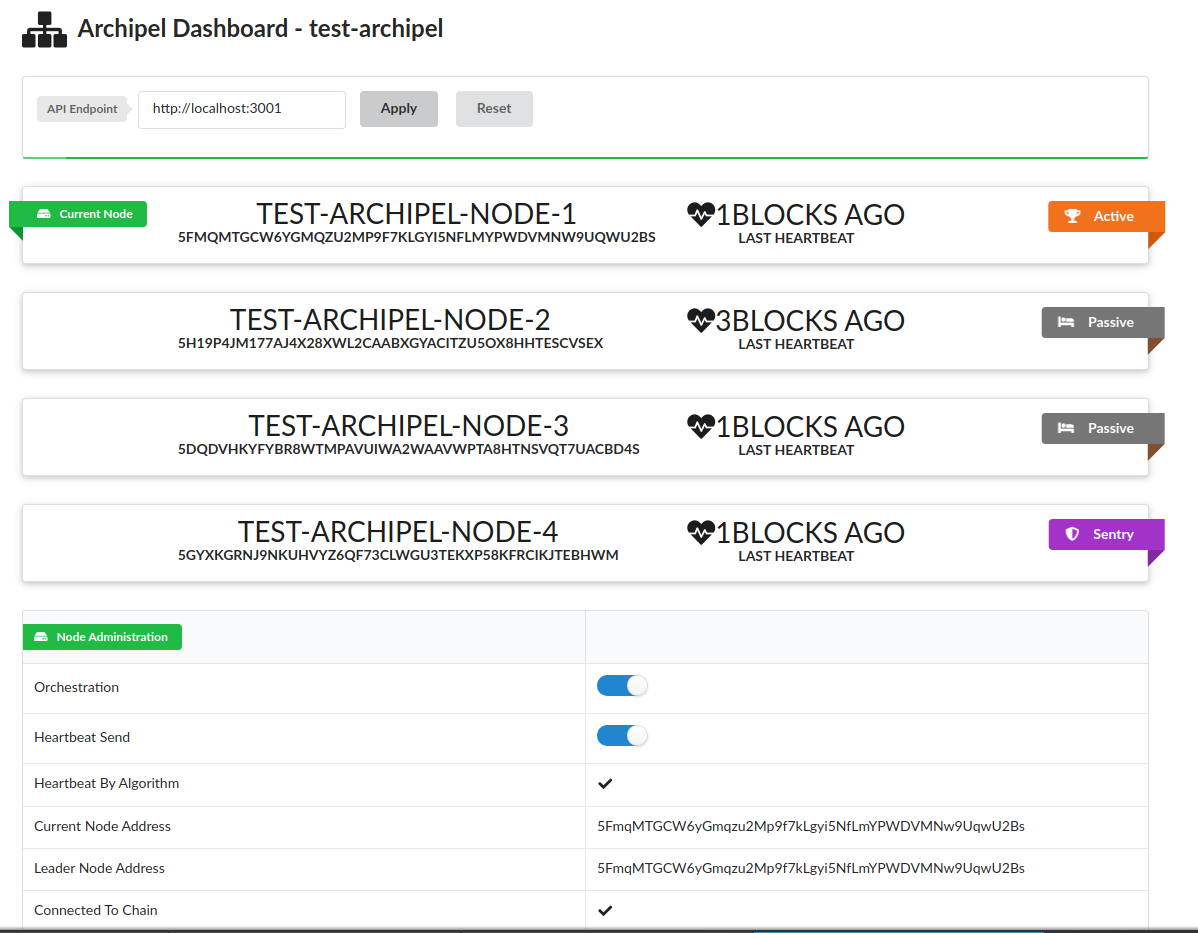 Archipel Dashboard - test-archipel
API Endpoint http://localhost:3001 Apply Reset
Current Node TEST-ARCHIPEL-NODE-1 1BLOCKS AGO Active
5FMQMTGCW6YGMQZU2MP9F7KLGYI5NFLMYPWDVMNW9UQWU2BS LAST HEARTBEAT
TEST-ARCHIPEL-NODE-2 3BLOCKS AGO Passive
5H19P4JM177AJ4X28XWL2CAABXGYACITZU5OX8HHTESCVSEX LAST HEARTBEAT
TEST-ARCHIPEL-NODE-3 1BLOCKS AGO Passive
5DQDVHKYFYBR8WTMPAVUIWA2WAAVWPTA8HTNSVQT7UACBD4S LAST HEARTBEAT
TEST-ARCHIPEL-NODE-4 1BLOCKS AGO Sentry
5GYXKGRNJ9NKUHVYZ6QF73CLWGU3TEKXP58KFRCIKJTEBHWM LAST HEARTBEAT
Node Administration
Orchestration
Heartbeat Send
Heartbeat By Algorithm
Current Node Address 5FmqMTGCW6yGmqzu2Mp9f7kLgyi5NfLmYPWDVMNw9UqwU2Bs
Leader Node Address 5FmqMTGCW6yGmqzu2Mp9f7kLgyi5NfLmYPWDVMNw9UqwU2Bs
Connected To Chain